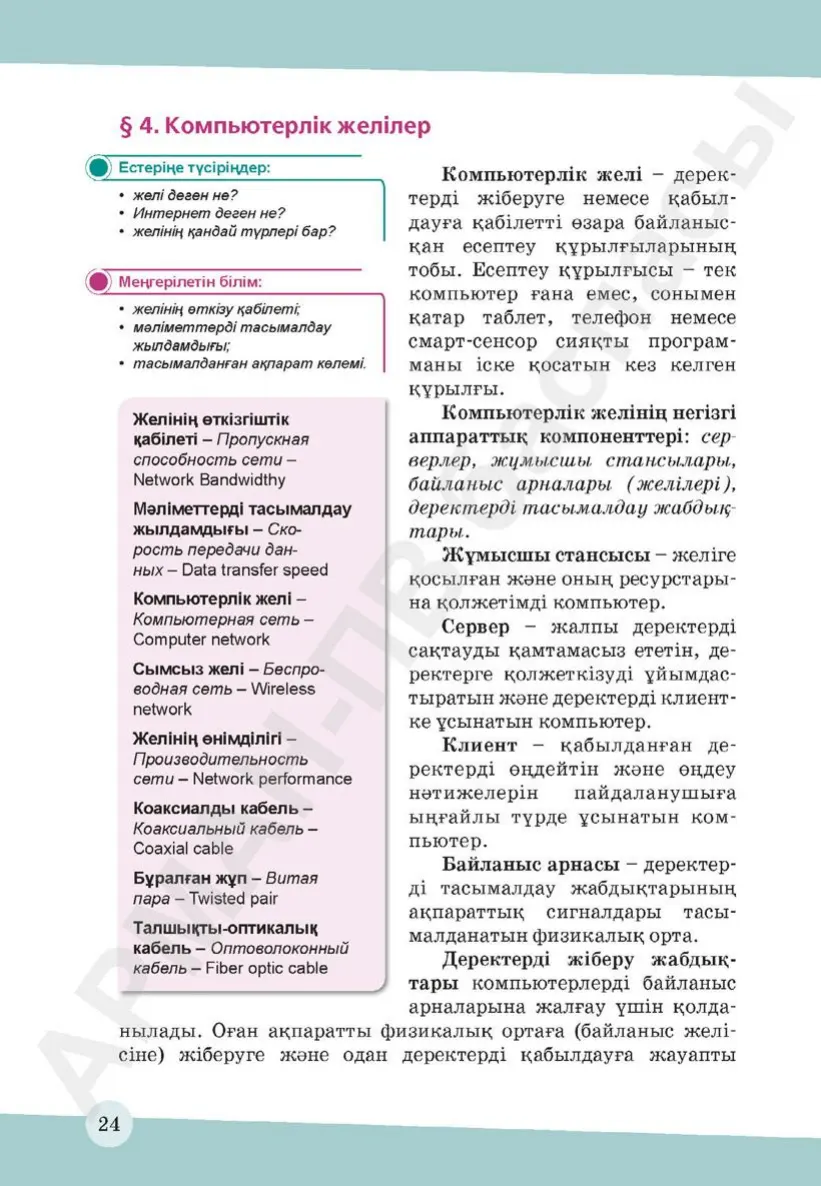 § 4. Компьютерлік желілер
Естеріңе түсіріңдер:
• желі деген не?
• Интернет деген не?
• желінің қандай түрлері бар?
Меңгерілетін білім:
• желінің өткізу қабілеті;
• мәліметтерді тасымалдау
жылдамдығы;
• тасымалданған ақпарат көлемі.
Желінің өткізгіштік
қабілеті – Пропускная
способность сети –
Network Bandwidthy
Мәліметтерді тасымалдау
жылдамдығы – Ско-
рость передачи дан-
ных – Data transfer speed
Компьютерлік желі –
Компьютерная сеть –
Computer network
Сымсыз желі – Беспро-
водная сеть – Wireless
network
Желінің өнімділігі –
Производительность
сети – Network performance
Коаксиалды кабель –
Коаксиальный кабель –
Coaxial cable
Бұралған жұп – Витая
пара – Twisted pair
Талшықты-оптикалық
кабель – Оптоволоконный
кабель – Fiber optic cable
Компьютерлік желі – дерек-
терді жіберуге немесе қабыл-
дауға қабілетті өзара байланыс-
қан есептеу құрылғыларының
тобы. Есептеу құрылғысы – тек
компьютер ғана емес, сонымен
қатар таблет, телефон немесе
смарт-сенсор сияқты програм-
маны іске қосатын кез келген
құрылғы.
Компьютерлік желінің негізгі
аппараттық компоненттері: сер-
верлер, жұмысшы стансылары,
байланыс арналары (желілері),
деректерді тасымалдау жабдық-
тары.
Жұмысшы стансысы – желіге
қосылған және оның ресурстары-
на қолжетімді компьютер.
Сервер – жалпы деректерді
сақтауды қамтамасыз ететін, де-
ректерге қолжеткізуді ұйымдас-
тыратын және деректерді клиент-
ке ұсынатын компьютер.
Клиент – қабылданған де-
ректерді өңдейтін және өңдеу
нәтижелерін пайдаланушыға
ыңғайлы түрде ұсынатын ком-
пьютер.
Байланыс арнасы – деректер-
ді тасымалдау жабдықтарының
ақпараттық сигналдары тасы-
малданатын физикалық орта.
Деректерді жіберу жабдық-
тары компьютерлерді байланыс
арналарына жалғау үшін қолда-
нылады. Оған ақпаратты физикалық ортаға (байланыс желі-
сіне) жіберуге және одан деректерді қабылдауға жауапты
24
АРМАН-ПВ баспасы